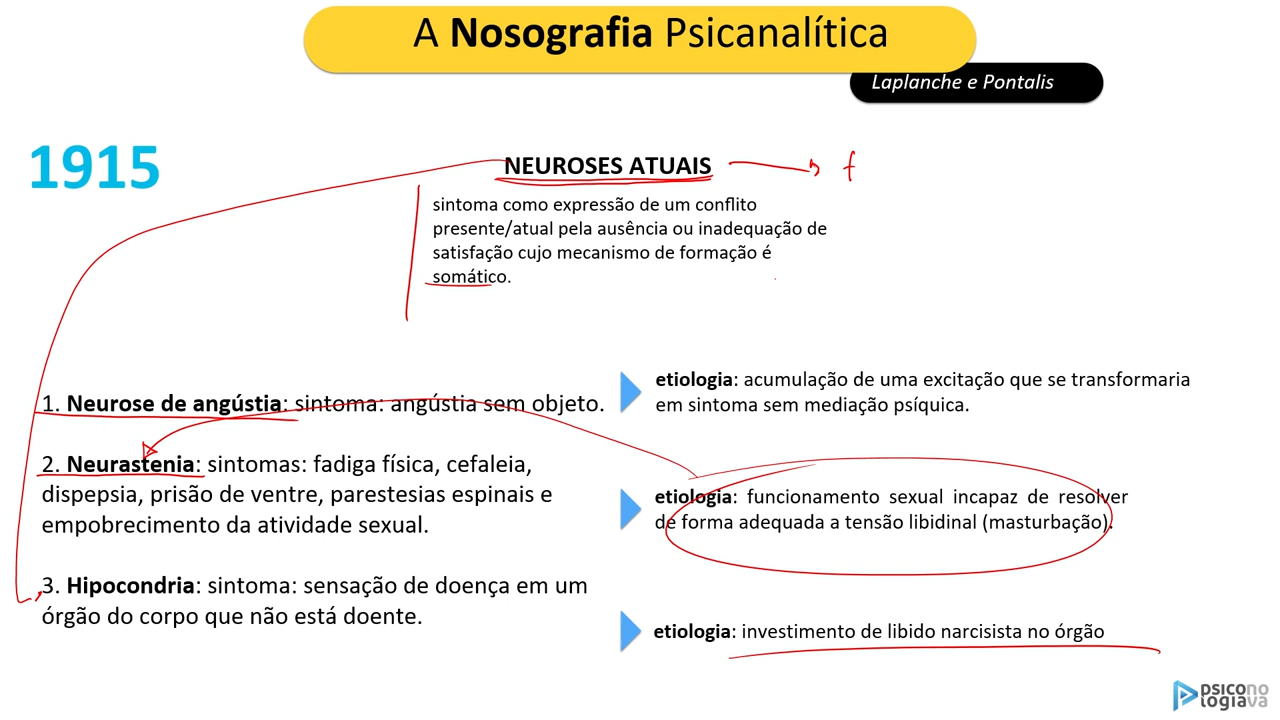 A Nosografia Psicanalítica
Laplanche e Pontalis
1915
NEUROSES ATUAIS
f
sintoma como expressão de um conflito
presente/atual pela ausência ou inadequação de
satisfação cujo mecanismo de formação é
somático.
1. Neurose de angústia: sintoma: angústia sem objeto.
etiologia: acumulação de uma excitação que se transformaria
em sintoma sem mediação psíquica.
2. Neurastenia: sintomas: fadiga física, cefaleia,
dispepsia, prisão de ventre, parestesias espinais e
empobrecimento da atividade sexual.
etiologia: funcionamento sexual incapaz de resolver
de forma adequada a tensão libidinal (masturbação).
3. Hipocondria: sintoma: sensação de doença em um
órgão do corpo que não está doente.
etiologia: investimento de libido narcisista no órgão
psicono
logiava